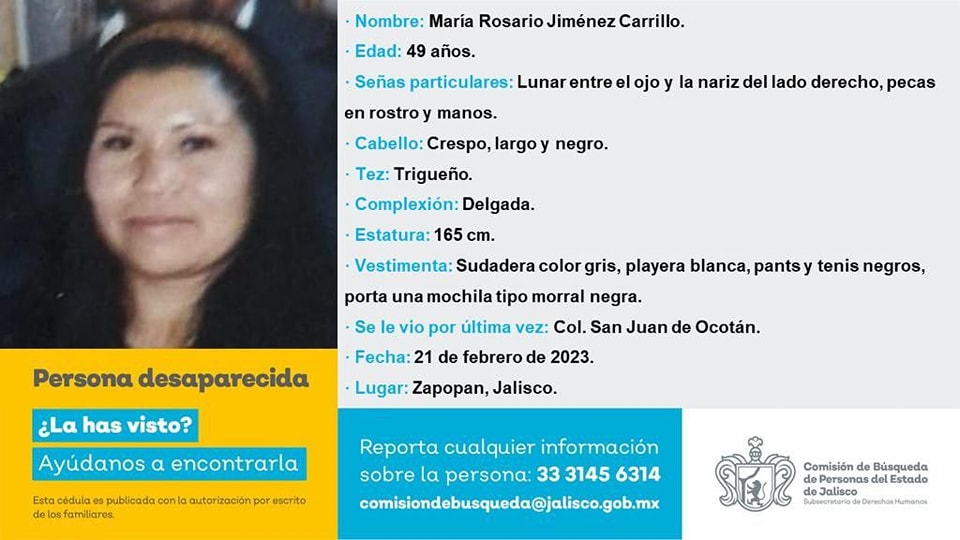 · Nombre: María Rosario Jiménez Carrillo.
· Edad: 49 años.
· Señas particulares: Lunar entre el ojo y la nariz del lado derecho, pecas
en rostro y manos.
· Cabello: Crespo, largo y negro.
· Tez: Trigueño.
· Complexión: Delgada.
· Estatura: 165 cm.
· Vestimenta: Sudadera color gris, playera blanca, pants y tenis negros,
porta una mochila tipo morral negra.
· Se le vio por última vez: Col. San Juan de Ocotán.
· Fecha: 21 de febrero de 2023.
· Lugar: Zapopan, Jalisco.
Persona desaparecida
¿La has visto?
Ayúdanos a encontrarla
Esta cédula es publicada con la autorización por escrito
de los familiares.
Reporta cualquier información
sobre la persona: 33 3145 6314
comisiondebusqueda@jalisco.gob.mx
Comisión de Búsqueda
de Personas del Estado
de Jalisco
Subsecretaría de Derechos Humanos